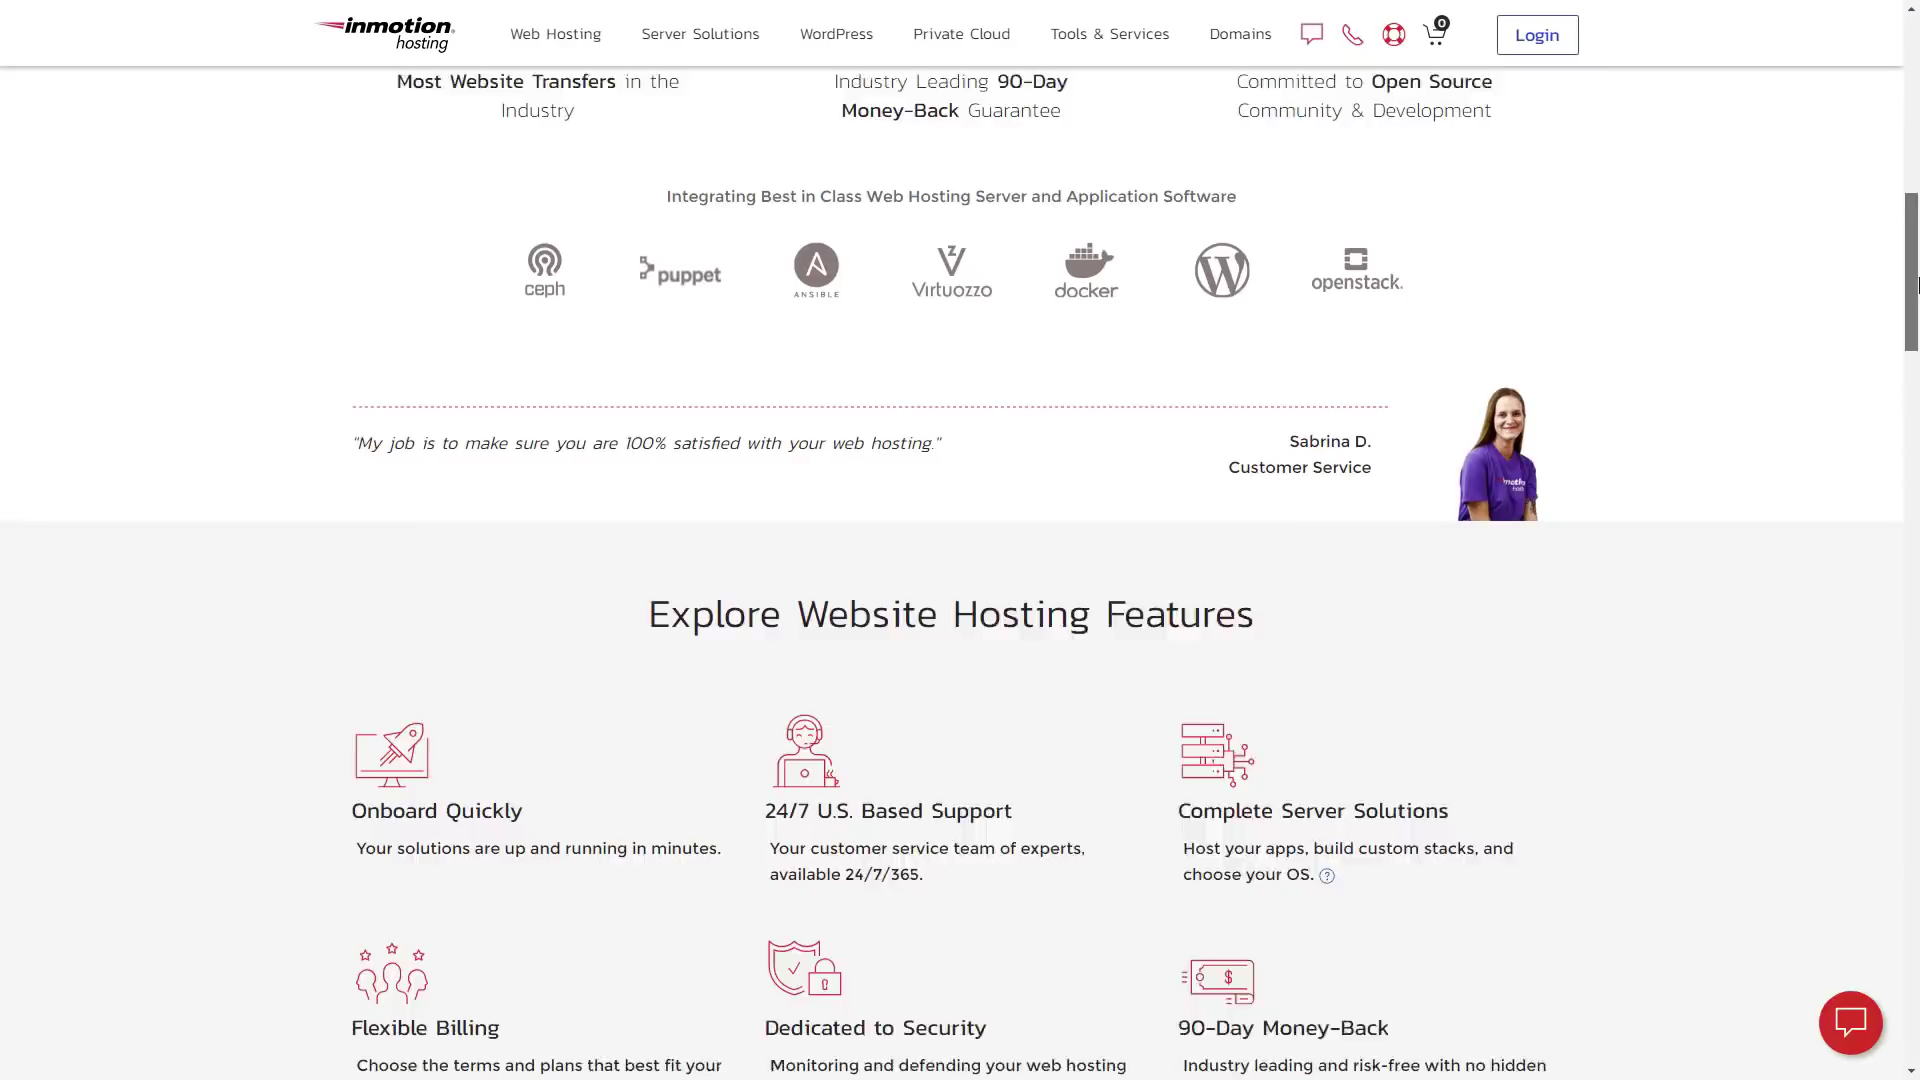 inmotion hosting
Web Hosting
Server Solutions
WordPress
Private Cloud
Tools & Services
Domains
0
Login
Most Website Transfers in the
Industry
Industry Leading 90-Day
Money-Back Guarantee
Committed to Open Source
Community & Development
Integrating Best in Class Web Hosting Server and Application Software
ceph
puppet
ANSIBLE
Virtuozzo
docker
openstack.
"My job is to make sure you are 100% satisfied with your web hosting."
Sabrina D.
Customer Service
Explore Website Hosting Features
Onboard Quickly
Your solutions are up and running in minutes.
24/7 U.S. Based Support
Your customer service team of experts,
available 24/7/365.
Complete Server Solutions
Host your apps, build custom stacks, and
choose your OS. ?
Flexible Billing
Choose the terms and plans that best fit your
Dedicated to Security
Monitoring and defending your web hosting
90-Day Money-Back
Industry leading and risk-free with no hidden